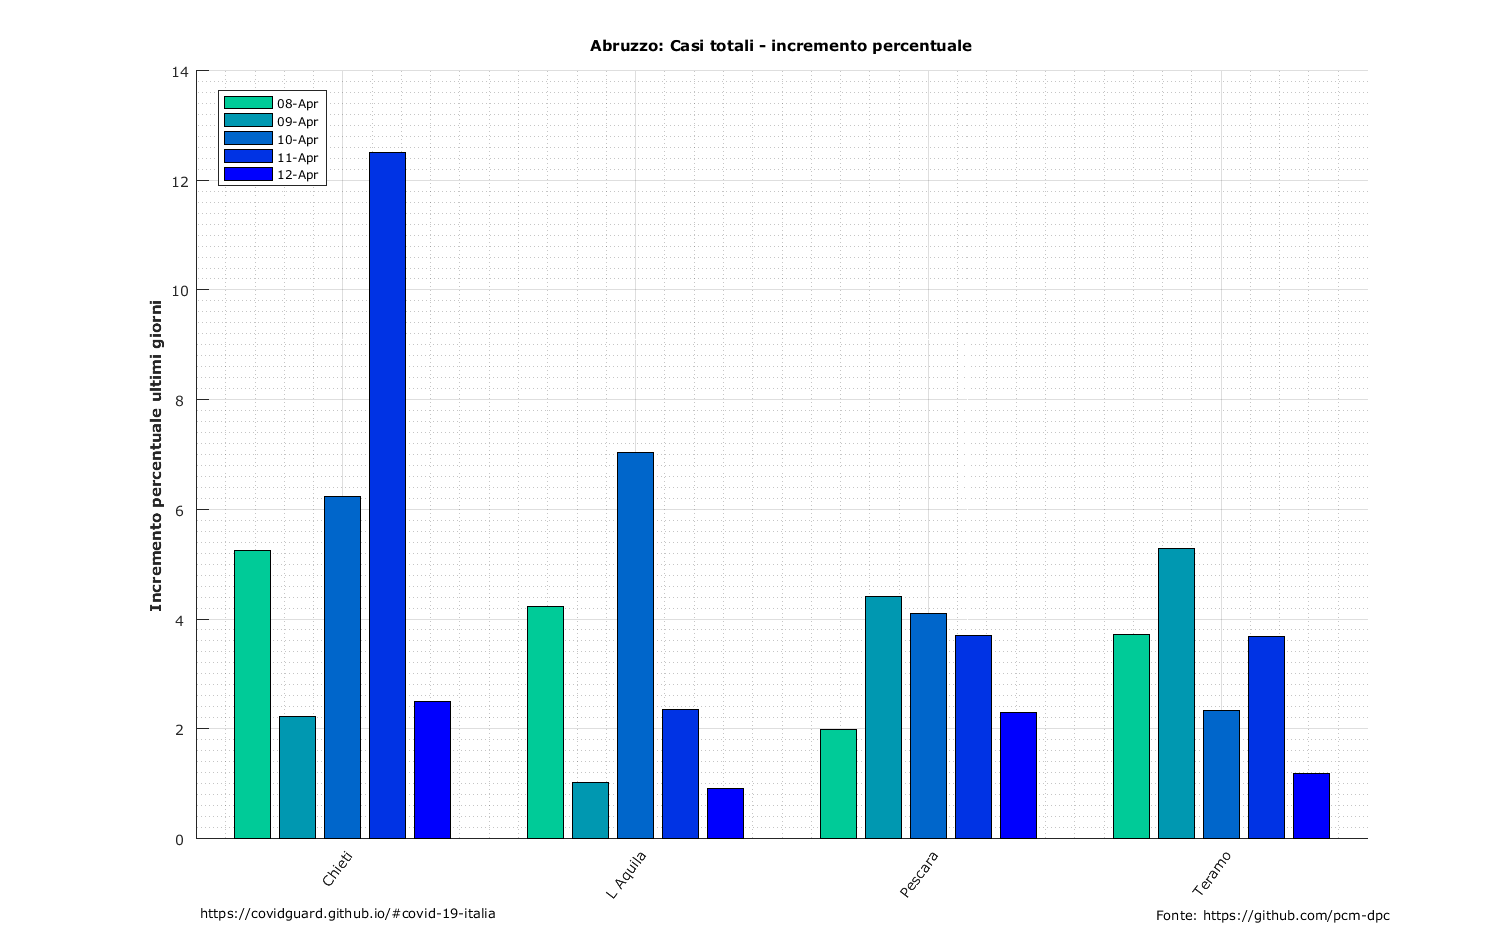 Abruzzo: Casi totali - incremento percentuale
14
12
10
8
6
4
2
0
Incremento percentuale ultimi giorni
08-Apr
09-Apr
10-Apr
11-Apr
12-Apr
Chieti
L Aquila
Pescara
Teramo
https://covidguard.github.io/#covid-19-italia
Fonte: https://github.com/pcm-dpc